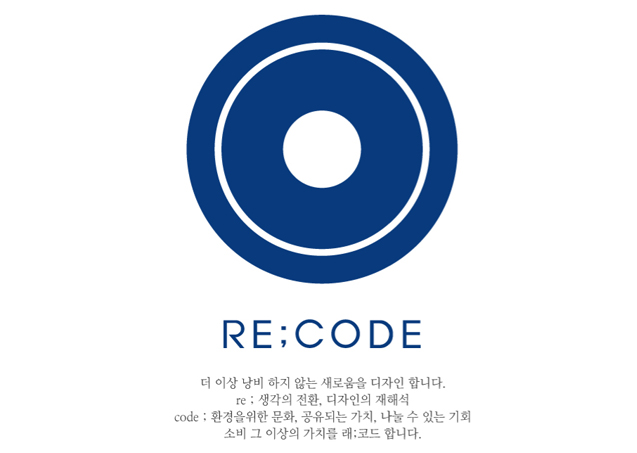 RE;CODE
더 이상 낭비 하지 않는 새로움을 디자인 합니다.
re ; 생각의 전환, 디자인의 재해석
code ; 환경을위한 문화, 공유되는 가치, 나눌 수 있는 기회
소비 그 이상의 가치를 래;코드 합니다.